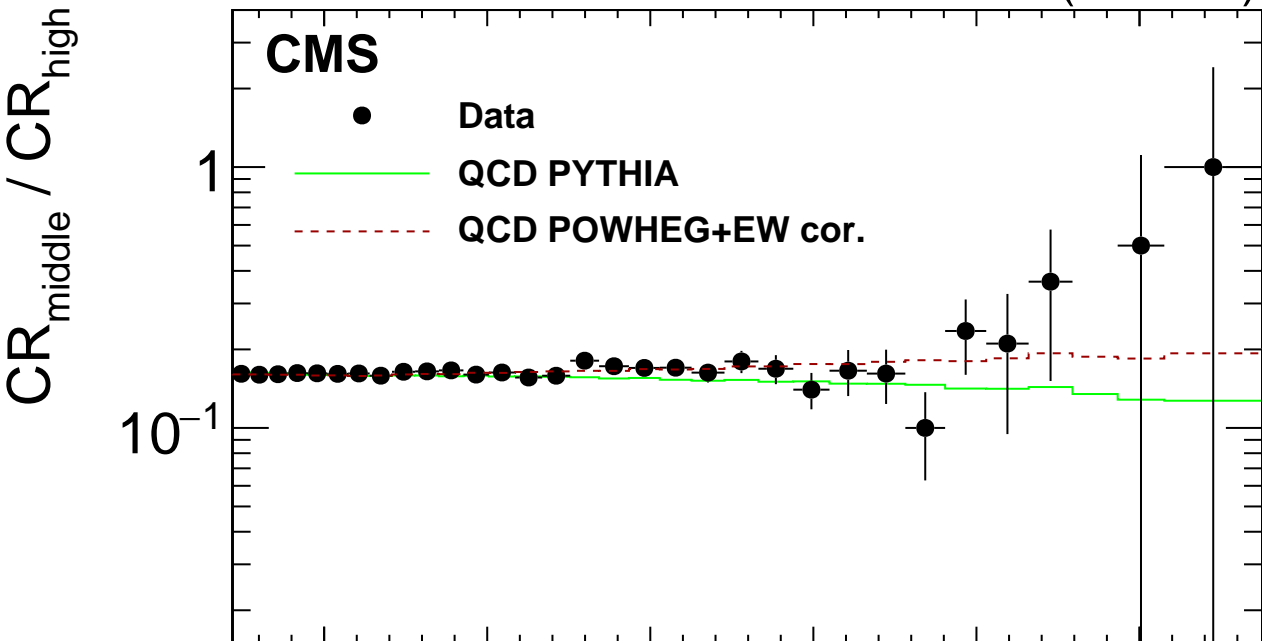 CMS
Data
QCD PYTHIA
QCD POWHEG+EW cor.
CR_middle / CR_high
1
10^−1